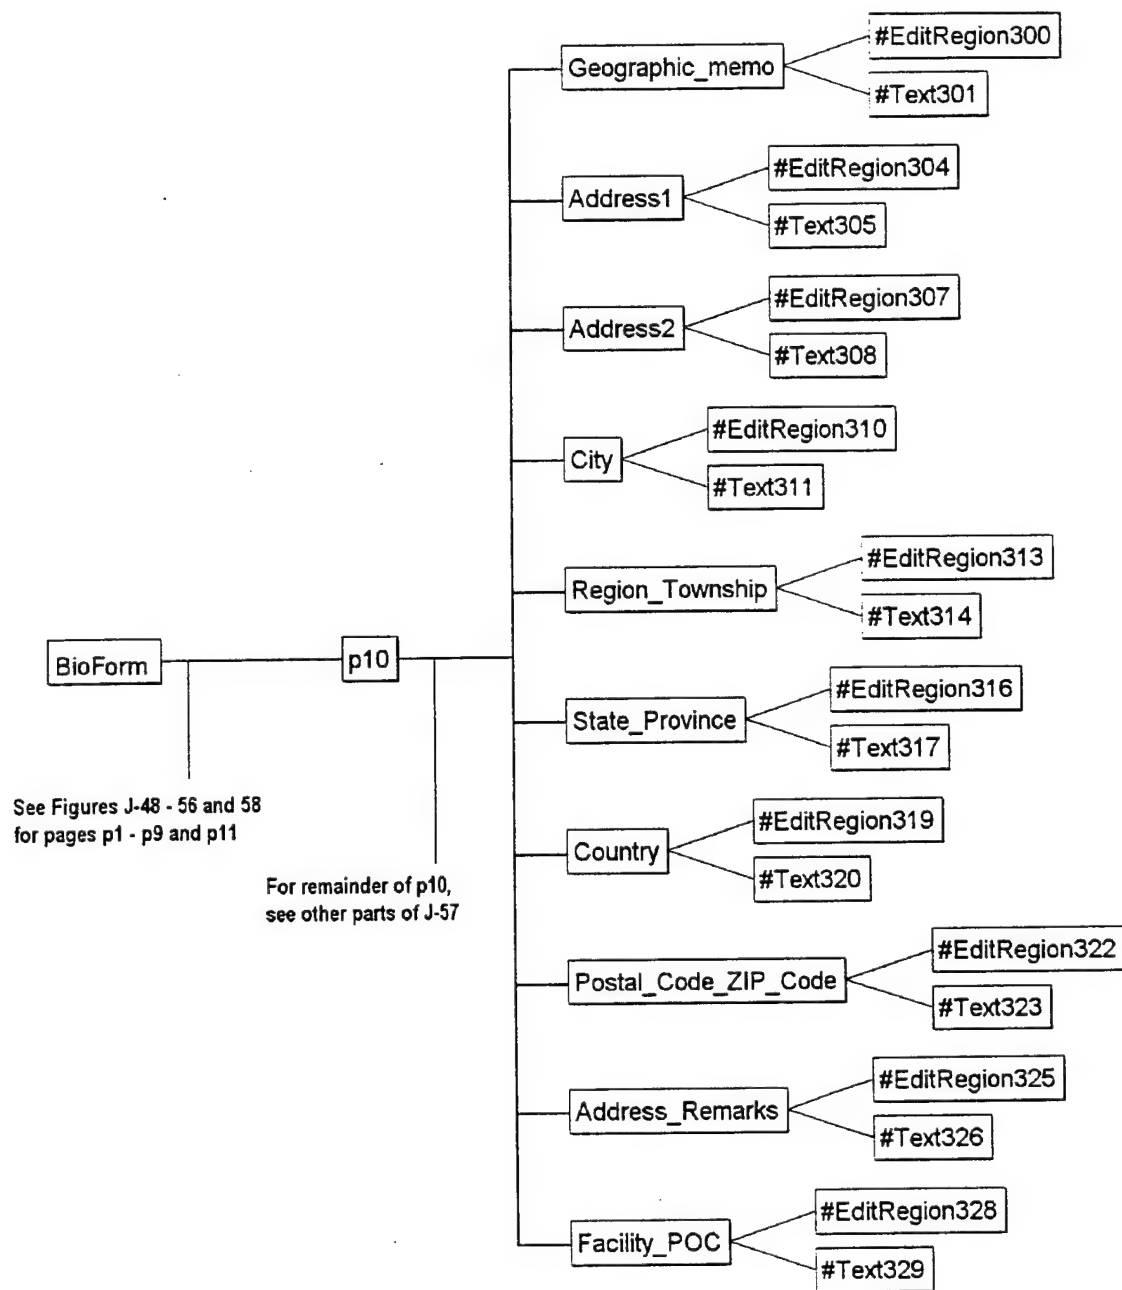 #EditRegion300
Geographic_memo
#Text301
#EditRegion304
Address1
#Text305
#EditRegion307
Address2
#Text308
#EditRegion310
City
#Text311
#EditRegion313
Region_Township
#Text314
BioForm
p10
#EditRegion316
State_Province
#Text317
See Figures J-48 - 56 and 58
for pages p1 - p9 and p11
#EditRegion319
Country
#Text320
For remainder of p10,
see other parts of J-57
#EditRegion322
Postal_Code_ZIP_Code
#Text323
#EditRegion325
Address_Remarks
#Text326
#EditRegion328
Facility_POC
#Text329